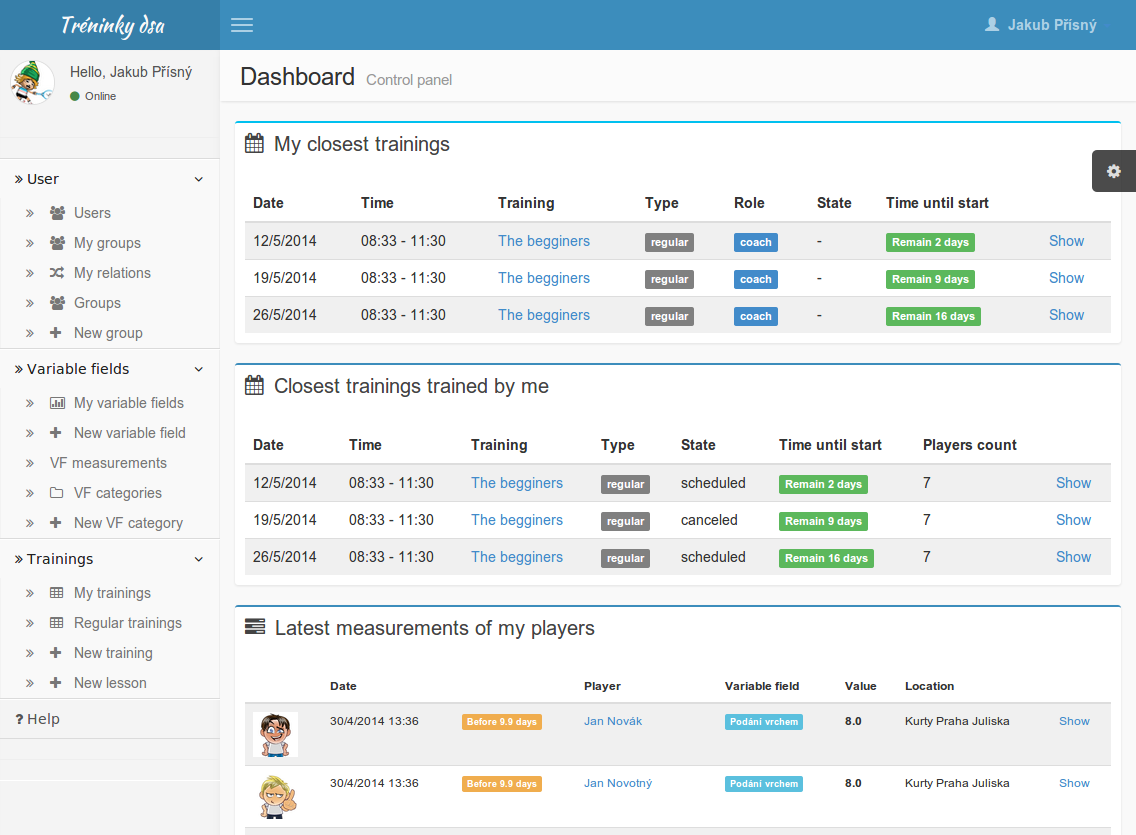 Tréninky dsa
Jakub Přísný
Hello, Jakub Přísný
Online
Dashboard Control panel
User
Users
My groups
My relations
Groups
New group
Variable fields
My variable fields
New variable field
VF measurements
VF categories
New VF category
Trainings
My trainings
Regular trainings
New training
New lesson
? Help
My closest trainings
Date Time Training Type Role State Time until start
12/5/2014 08:33 - 11:30 The begginers regular coach - Remain 2 days Show
19/5/2014 08:33 - 11:30 The begginers regular coach - Remain 9 days Show
26/5/2014 08:33 - 11:30 The begginers regular coach - Remain 16 days Show
Closest trainings trained by me
Date Time Training Type State Time until start Players count
12/5/2014 08:33 - 11:30 The begginers regular scheduled Remain 2 days 7 Show
19/5/2014 08:33 - 11:30 The begginers regular canceled Remain 9 days 7 Show
26/5/2014 08:33 - 11:30 The begginers regular scheduled Remain 16 days 7 Show
Latest measurements of my players
Date Player Variable field Value Location
30/4/2014 13:36 Before 9.9 days Jan Novák Podání vrchem 8.0 Kurty Praha Juliska Show
30/4/2014 13:36 Before 9.9 days Jan Novotný Podání vrchem 8.0 Kurty Praha Juliska Show